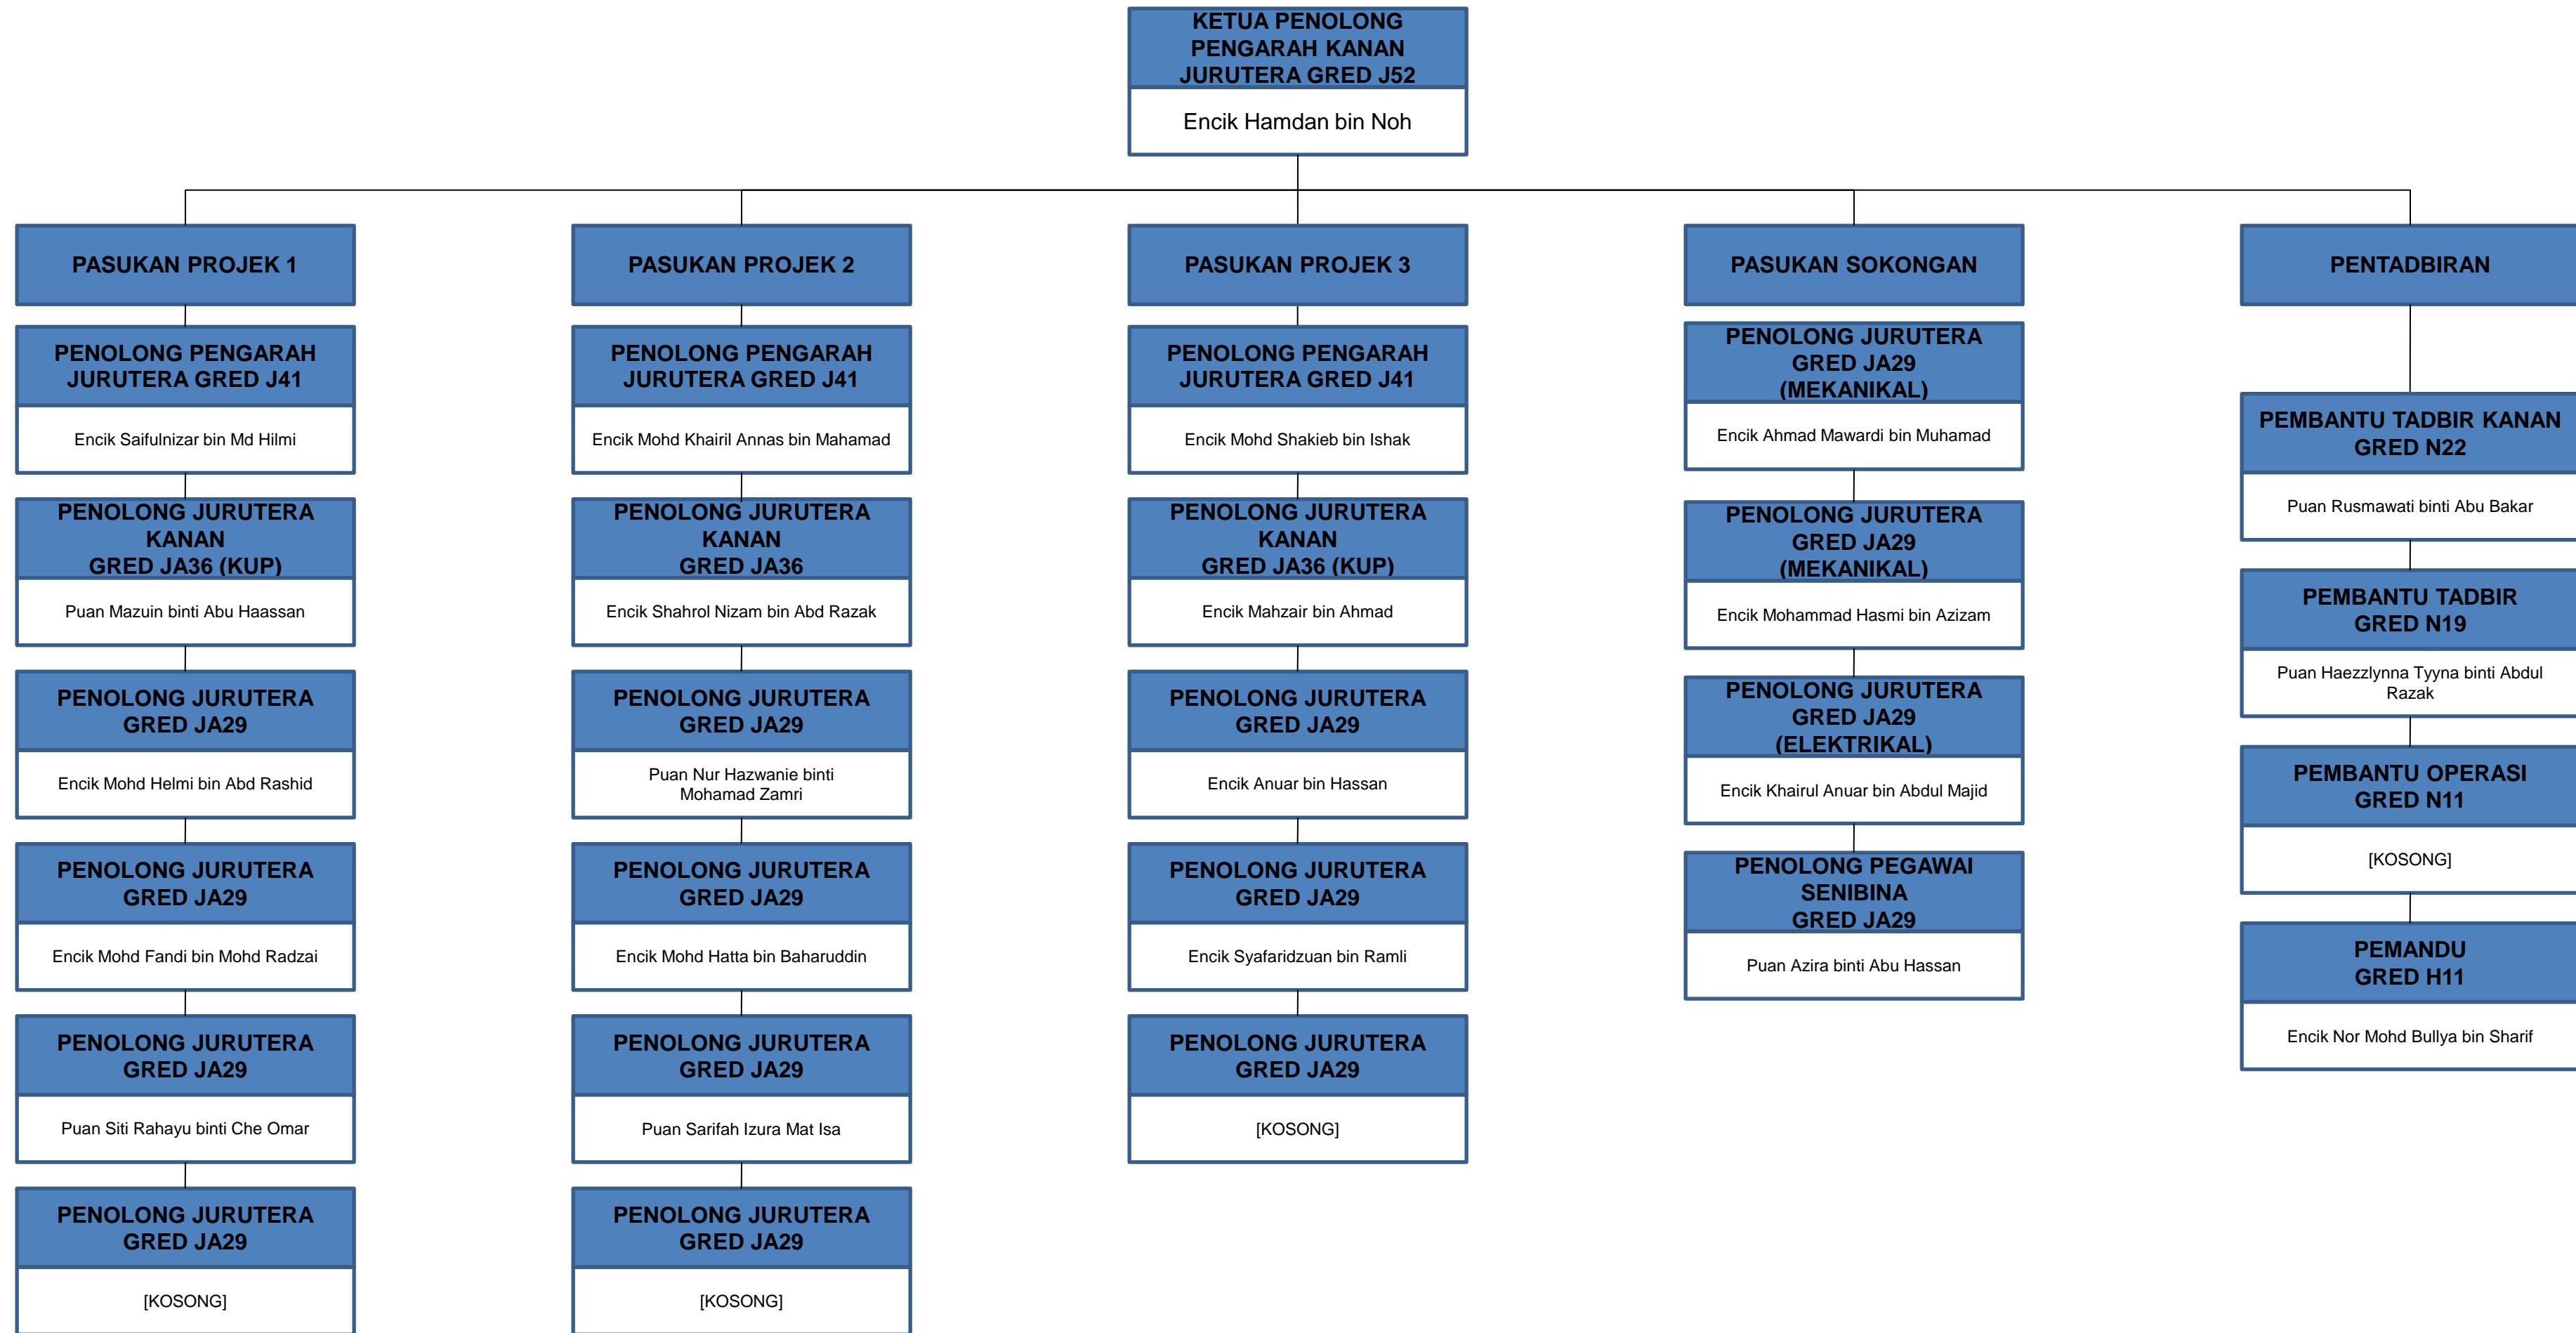 KETUA PENOLONG
PENGARAH KANAN
JURUTERA GRED J52
Encik Hamdan bin Noh
PASUKAN PROJEK 1
PENOLONG PENGARAH
JURUTERA GRED J41
Encik Saifulnizar bin Md Hilmi
PENOLONG JURUTERA
KANAN
GRED JA36 (KUP)
Puan Mazuin binti Abu Haassan
PENOLONG JURUTERA
GRED JA29
Encik Mohd Helmi bin Abd Rashid
PENOLONG JURUTERA
GRED JA29
Encik Mohd Fandi bin Mohd Radzai
PENOLONG JURUTERA
GRED JA29
Puan Siti Rahayu binti Che Omar
PENOLONG JURUTERA
GRED JA29
[KOSONG]
PASUKAN PROJEK 2
PENOLONG PENGARAH
JURUTERA GRED J41
Encik Mohd Khairil Annas bin Mahamad
PENOLONG JURUTERA
KANAN
GRED JA36
Encik Shahrol Nizam bin Abd Razak
PENOLONG JURUTERA
GRED JA29
Puan Nur Hazwanie binti
Mohamad Zamri
PENOLONG JURUTERA
GRED JA29
Encik Mohd Hatta bin Baharuddin
PENOLONG JURUTERA
GRED JA29
Puan Sarifah Izura Mat Isa
PENOLONG JURUTERA
GRED JA29
[KOSONG]
PASUKAN PROJEK 3
PENOLONG PENGARAH
JURUTERA GRED J41
Encik Mohd Shakieb bin Ishak
PENOLONG JURUTERA
KANAN
GRED JA36 (KUP)
Encik Mahzair bin Ahmad
PENOLONG JURUTERA
GRED JA29
Encik Anuar bin Hassan
PENOLONG JURUTERA
GRED JA29
Encik Syafaridzuan bin Ramli
PENOLONG JURUTERA
GRED JA29
[KOSONG]
PASUKAN SOKONGAN
PENOLONG JURUTERA
GRED JA29
(MEKANIKAL)
Encik Ahmad Mawardi bin Muhamad
PENOLONG JURUTERA
GRED JA29
(MEKANIKAL)
Encik Mohammad Hasmi bin Azizam
PENOLONG JURUTERA
GRED JA29
(ELEKTRIKAL)
Encik Khairul Anuar bin Abdul Majid
PENOLONG PEGAWAI
SENIBINA
GRED JA29
Puan Azira binti Abu Hassan
PENTADBIRAN
PEMBANTU TADBIR KANAN
GRED N22
Puan Rusmawati binti Abu Bakar
PEMBANTU TADBIR
GRED N19
Puan Haezzlynna Tyyna binti Abdul
Razak
PEMBANTU OPERASI
GRED N11
[KOSONG]
PEMANDU
GRED H11
Encik Nor Mohd Bullya bin Sharif